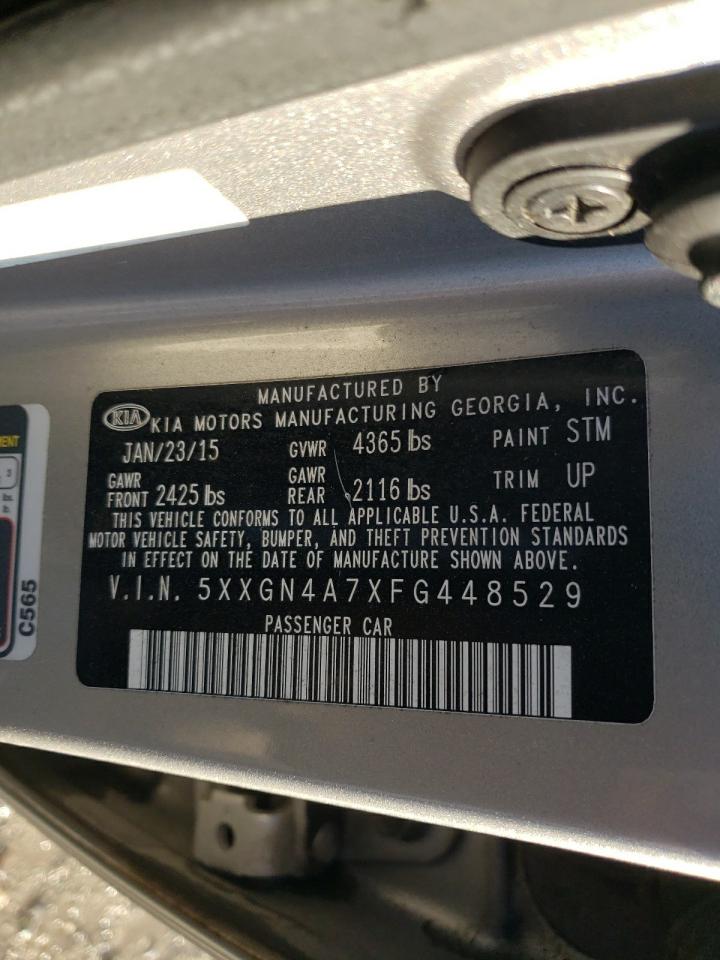 MANUFACTURED BY
KIA KIA MOTORS MANUFACTURING GEORGIA, INC.
JAN/23/15 GVWR 4365 lbs PAINT STM
GAWR FRONT 2425 lbs GAWR REAR 2116 lbs TRIM UP
THIS VEHICLE CONFORMS TO ALL APPLICABLE U.S.A. FEDERAL
MOTOR VEHICLE SAFETY, BUMPER, AND THEFT PREVENTION STANDARDS
IN EFFECT ON THE DATE OF MANUFACTURE SHOWN ABOVE.
V.I.N. 5XXGN4A7XFG448529
PASSENGER CAR
C565